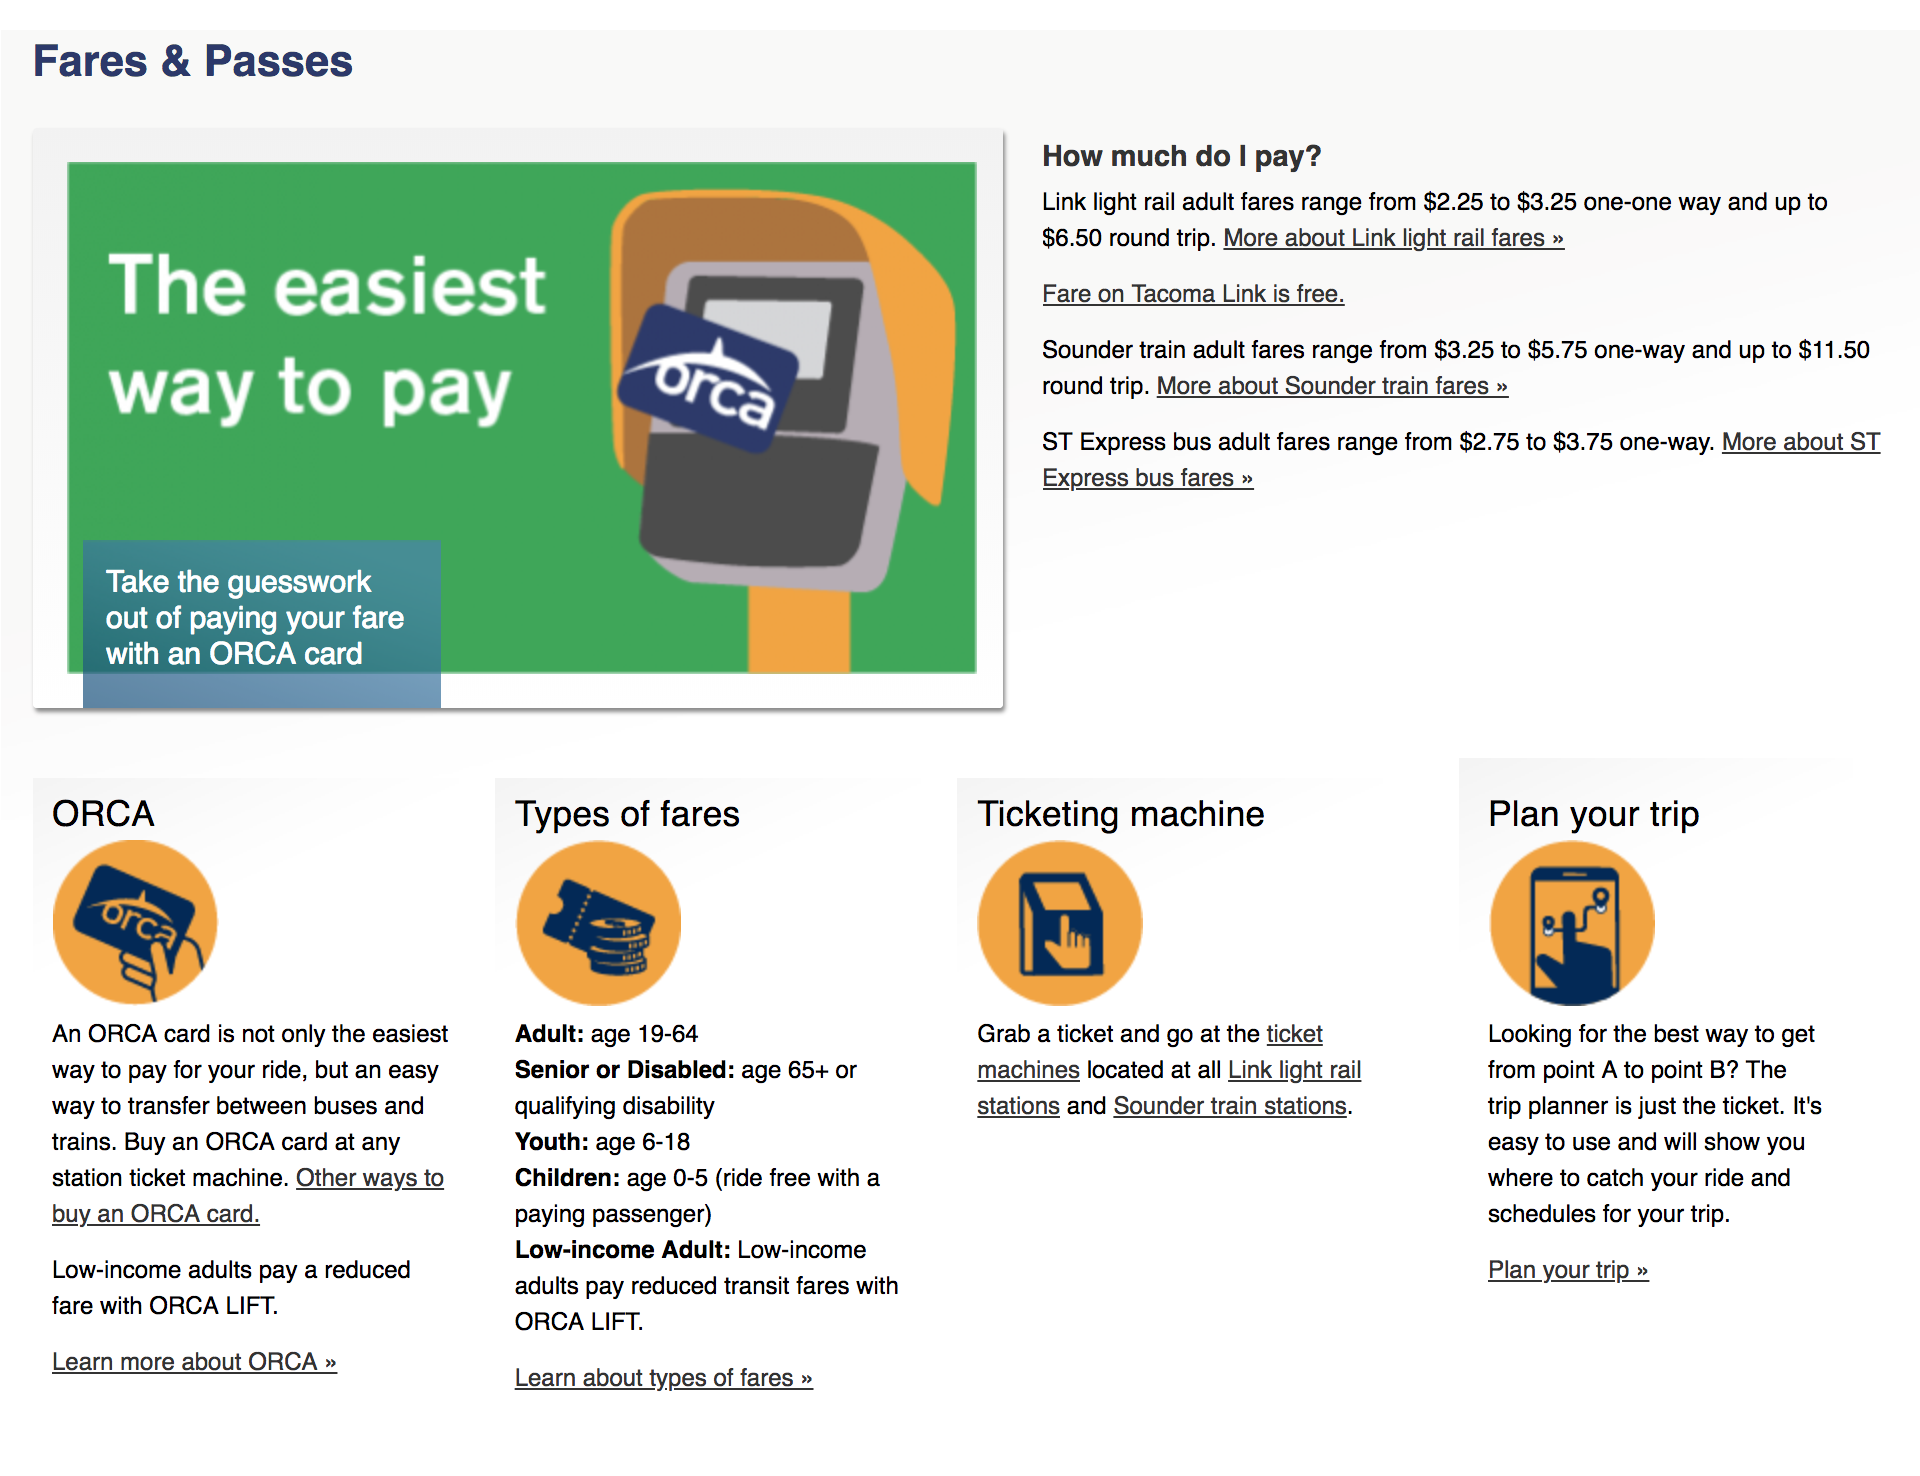 Fares & Passes
The easiest
way to pay
orca
Take the guesswork
out of paying your fare
with an ORCA card
How much do I pay?
Link light rail adult fares range from $2.25 to $3.25 one-one way and up to
$6.50 round trip. More about Link light rail fares »
Fare on Tacoma Link is free.
Sounder train adult fares range from $3.25 to $5.75 one-way and up to $11.50
round trip. More about Sounder train fares »
ST Express bus adult fares range from $2.75 to $3.75 one-way. More about ST
Express bus fares »
ORCA
orca
An ORCA card is not only the easiest
way to pay for your ride, but an easy
way to transfer between buses and
trains. Buy an ORCA card at any
station ticket machine. Other ways to
buy an ORCA card.
Low-income adults pay a reduced
fare with ORCA LIFT.
Learn more about ORCA »
Types of fares
Adult: age 19-64
Senior or Disabled: age 65+ or
qualifying disability
Youth: age 6-18
Children: age 0-5 (ride free with a
paying passenger)
Low-income Adult: Low-income
adults pay reduced transit fares with
ORCA LIFT.
Learn about types of fares »
Ticketing machine
Grab a ticket and go at the ticket
machines located at all Link light rail
stations and Sounder train stations.
Plan your trip
Looking for the best way to get
from point A to point B? The
trip planner is just the ticket. It's
easy to use and will show you
where to catch your ride and
schedules for your trip.
Plan your trip »